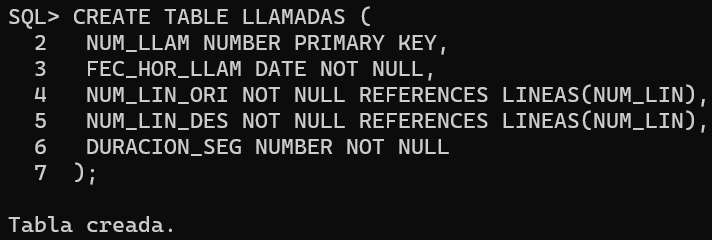 SQL> CREATE TABLE LLAMADAS (
  2   NUM_LLAM NUMBER PRIMARY KEY,
  3   FEC_HOR_LLAM DATE NOT NULL,
  4   NUM_LIN_ORI NOT NULL REFERENCES LINEAS(NUM_LIN),
  5   NUM_LIN_DES NOT NULL REFERENCES LINEAS(NUM_LIN),
  6   DURACION_SEG NUMBER NOT NULL
  7  );
Tabla creada.